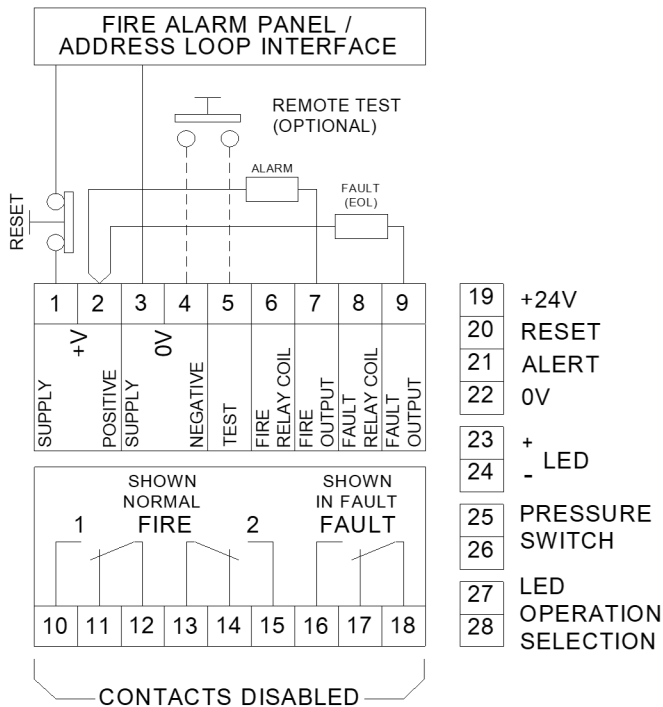 FIRE ALARM PANEL /
ADDRESS LOOP INTERFACE
REMOTE TEST
(OPTIONAL)
ALARM
FAULT
(EOL)
RESET
1 2 3 4 5 6 7 8 9
+V
0V
SUPPLY
POSITIVE
SUPPLY
NEGATIVE
TEST
FIRE
RELAY COIL
FIRE
OUTPUT
FAULT
RELAY COIL
FAULT
OUTPUT
SHOWN
NORMAL
1 FIRE 2
SHOWN
IN FAULT
FAULT
10 11 12 13 14 15 16 17 18
CONTACTS DISABLED
19 +24V
20 RESET
21 ALERT
22 0V
23 +
24 -
LED
25 PRESSURE
26 SWITCH
27 LED
OPERATION
28 SELECTION